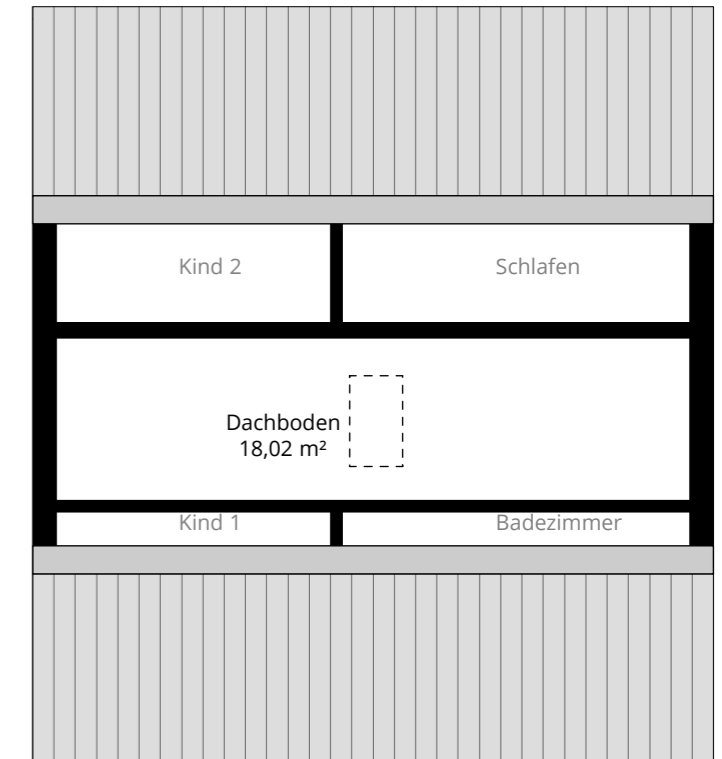 Kind 2
Schlafen
Dachboden
18,02 m²
Kind 1
Badezimmer